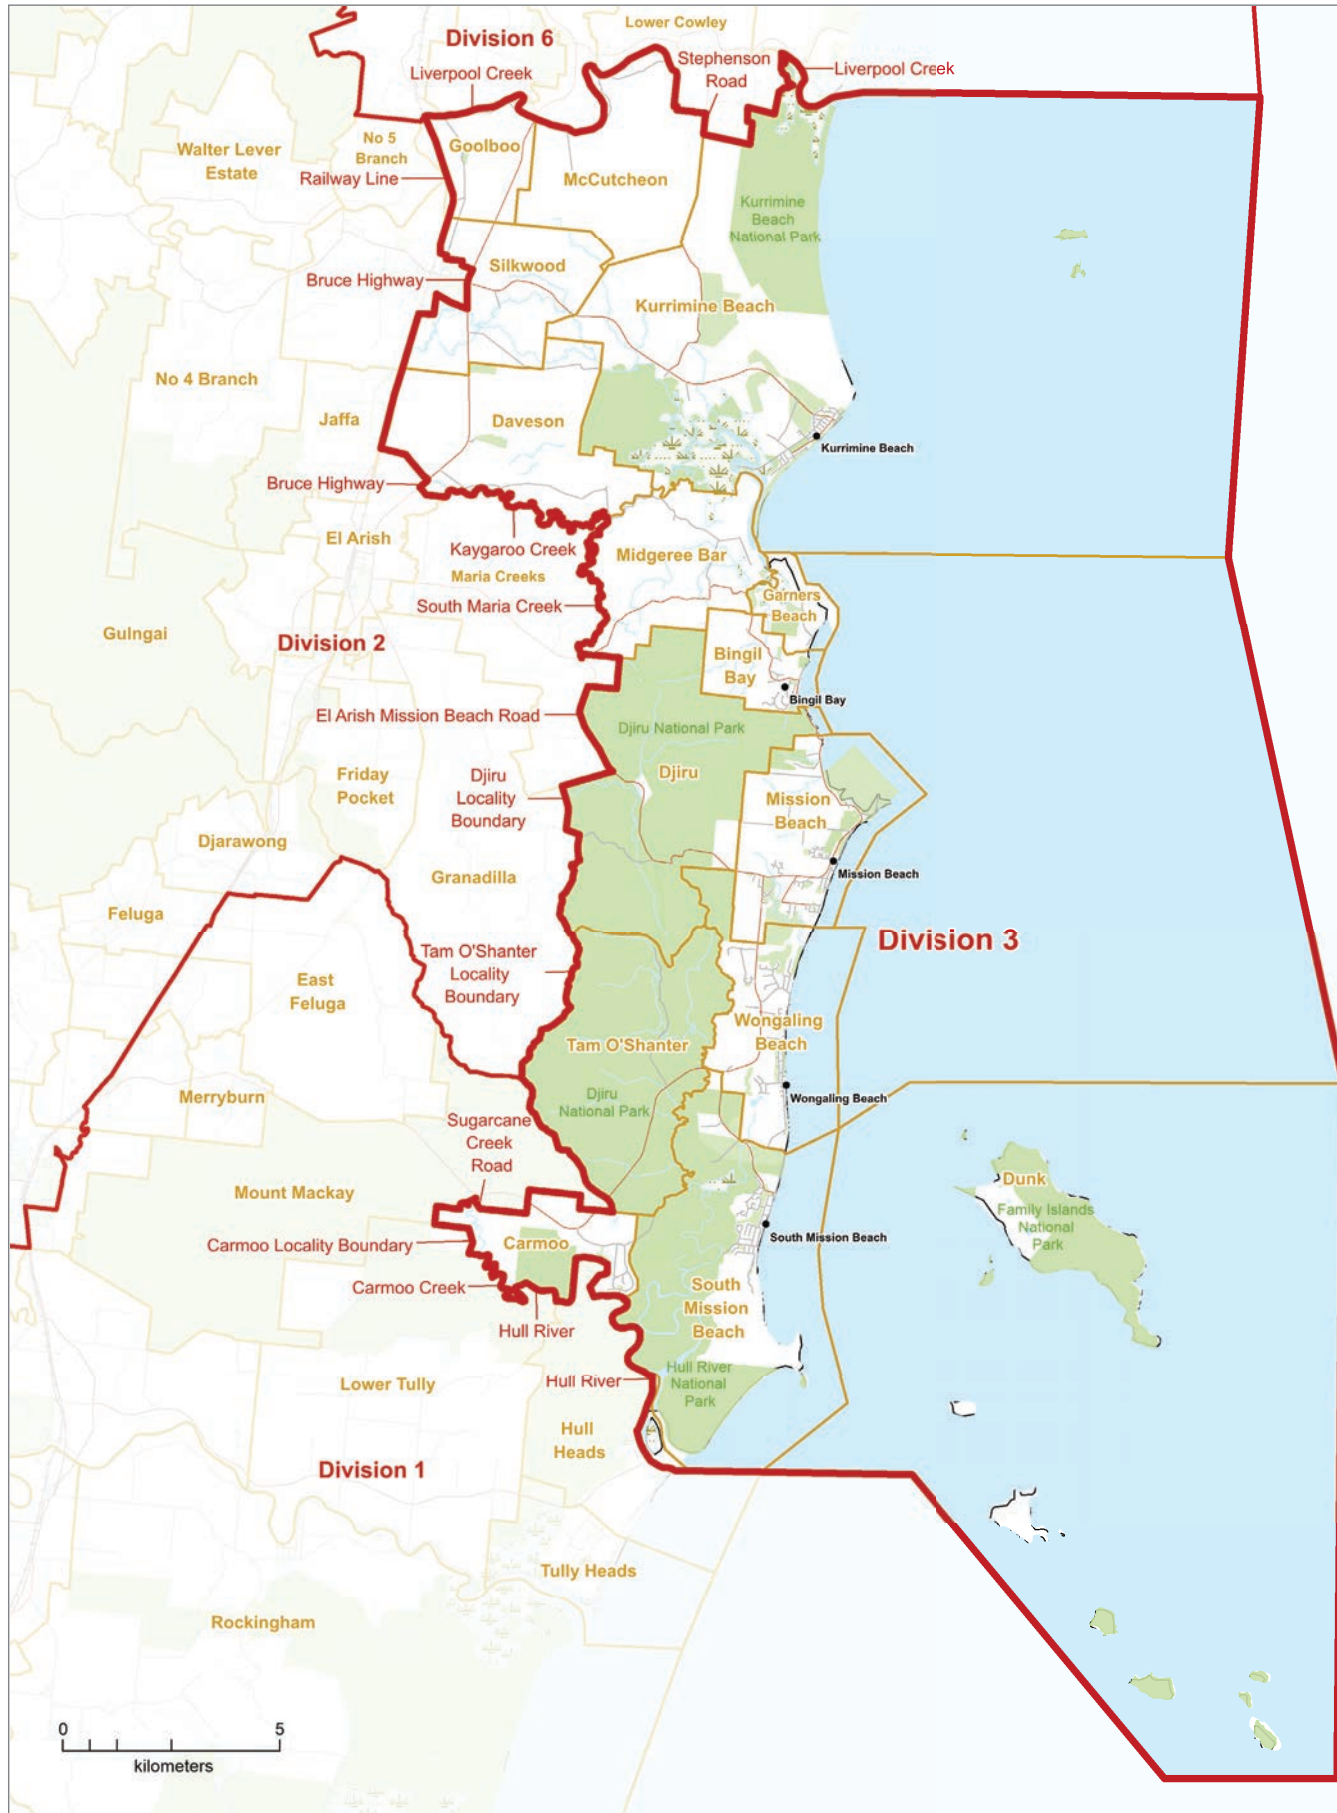 Lower Cowley
Division 6
Stephenson
Road
Liverpool Creek
Liverpool Creek
No 5
Branch
Goolboo
Walter Lever
Estate
Railway Line
McCutcheon
Kurrimine
Beach
National Park
Silkwood
Bruce Highway
Kurrimine Beach
No 4 Branch
Jaffa
Daveson
Kurrimine Beach
Bruce Highway
El Arish
Kaygaroo Creek
Midgeree Bar
Maria Creeks
Garners
Beach
South Maria Creek
Gulngai
Division 2
Bingil
Bay
Bingil Bay
El Arish Mission Beach Road
Djiru National Park
Djiru
Friday
Pocket
Djiru
Locality
Boundary
Mission
Beach
Djarawong
Granadilla
Mission Beach
Feluga
Division 3
Tam O'Shanter
Locality
Boundary
East
Feluga
Wongaling
Beach
Tam O'Shanter
Merryburn
Djiru
National Park
Wongaling Beach
Sugarcane
Creek
Road
Dunk
Mount Mackay
Family Islands
National
Park
Carmoo Locality Boundary
Carmoo
South Mission Beach
Carmoo Creek
South
Mission
Beach
Hull River
Hull River
Hull River
National
Park
Lower Tully
Hull
Heads
Division 1
Tully Heads
Rockingham
0
5
kilometers